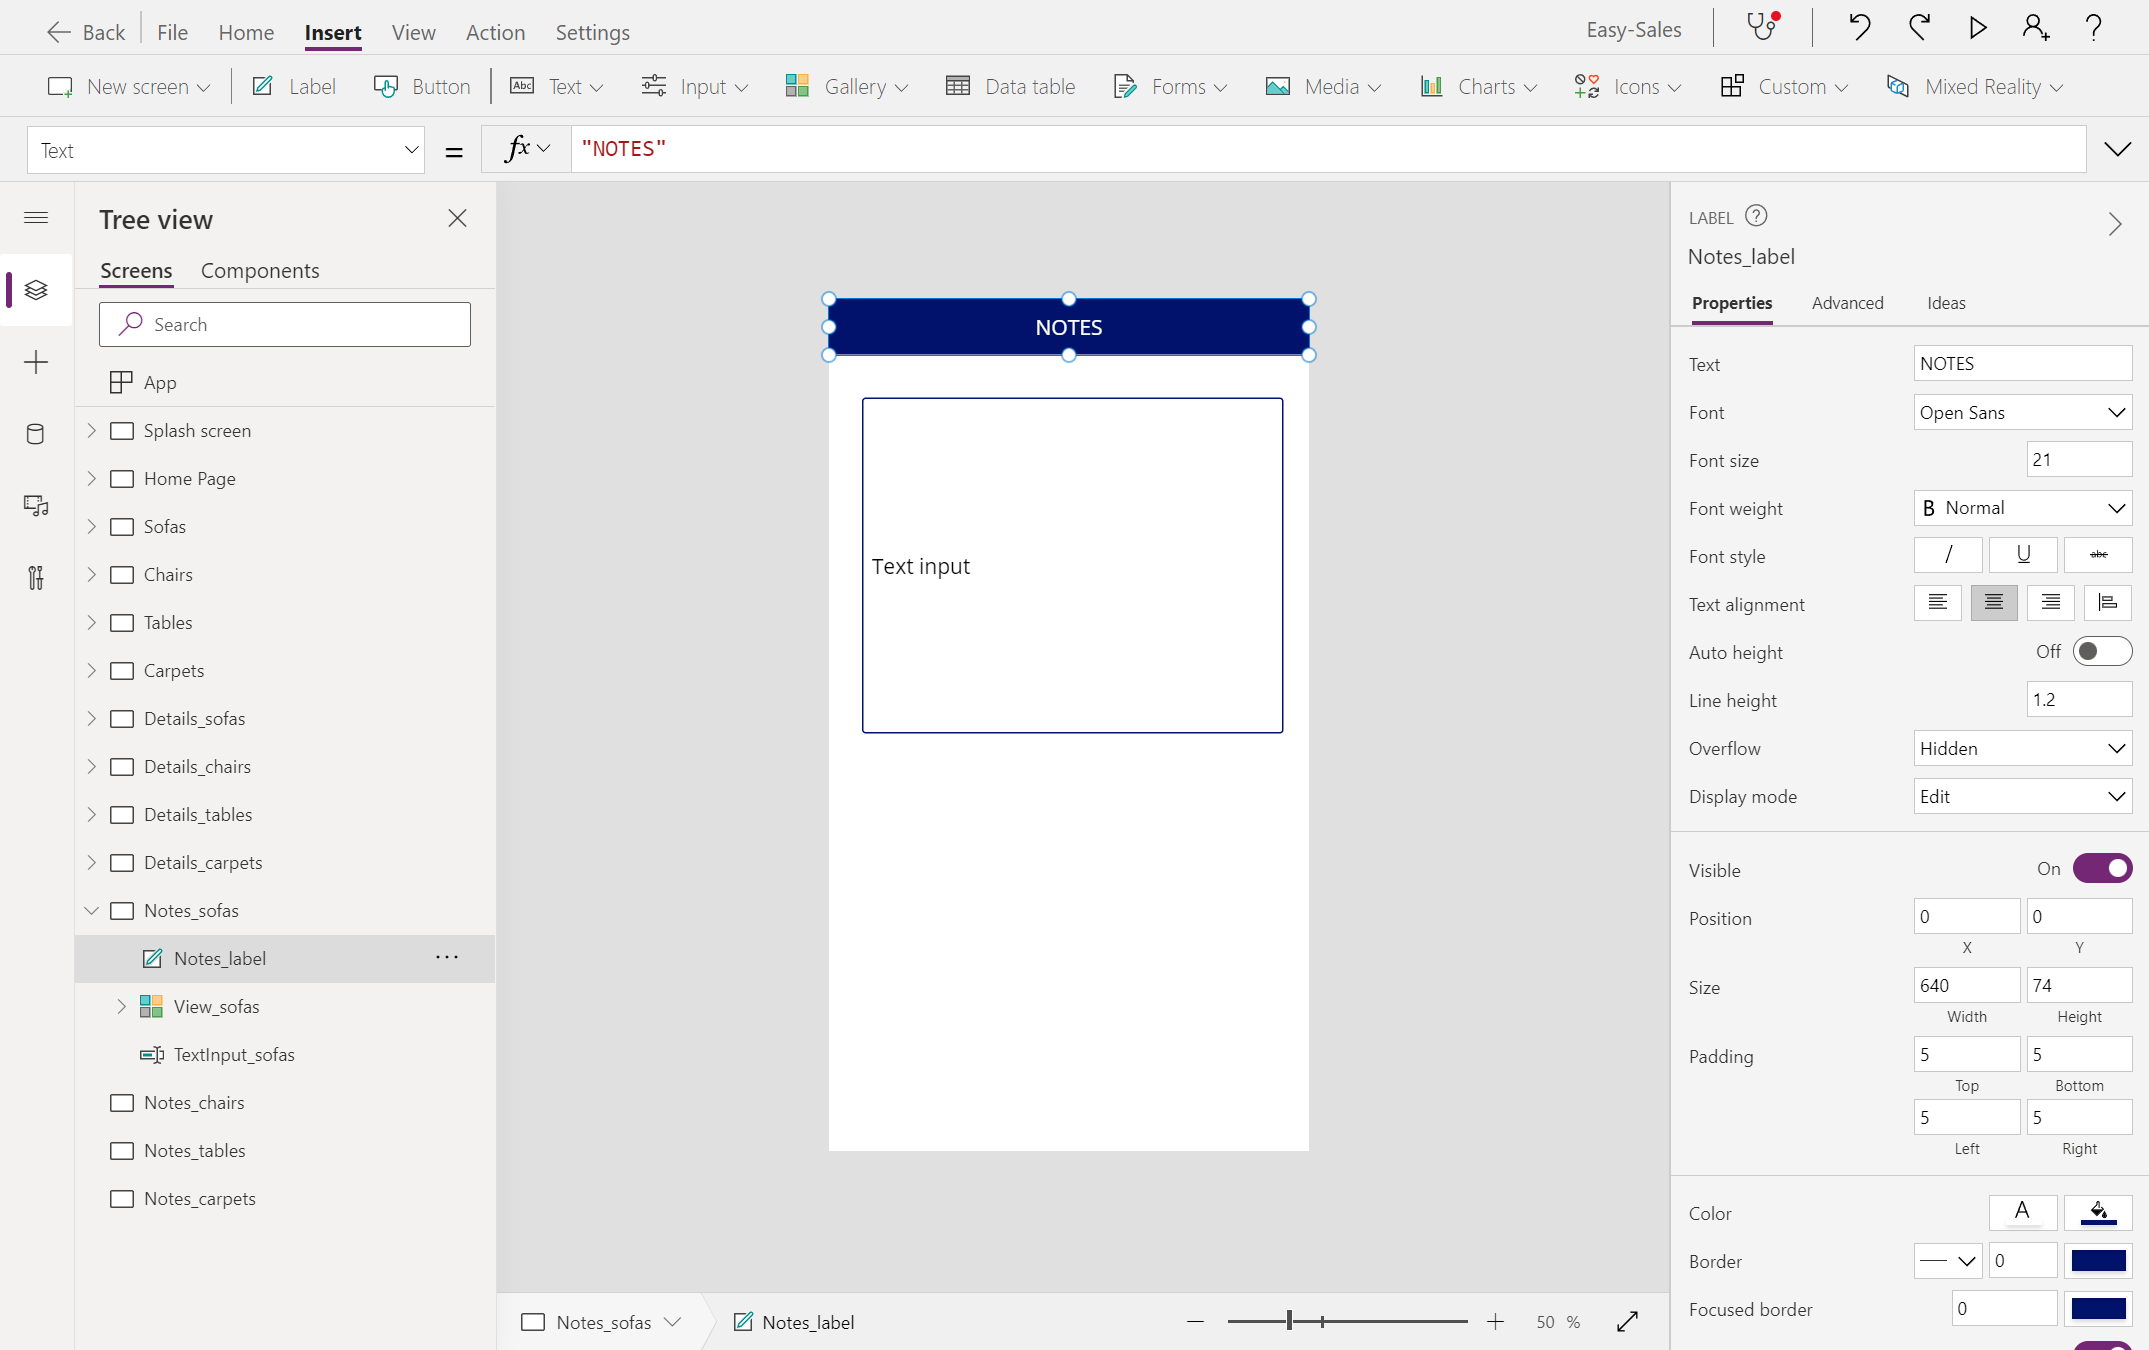 Back File Home Insert View Action Settings Easy-Sales
New screen Label Button Abc Text Input Gallery Data table Forms Media Charts Icons Custom Mixed Reality
Text = fx "NOTES"
Tree view
Screens Components
Search
App
Splash screen
Home Page
Sofas
Chairs
Tables
Carpets
Details_sofas
Details_chairs
Details_tables
Details_carpets
Notes_sofas
Notes_label
View_sofas
TextInput_sofas
Notes_chairs
Notes_tables
Notes_carpets
NOTES
Text input
Notes_sofas Notes_label 50 %
LABEL
Notes_label
Properties Advanced Ideas
Text NOTES
Font Open Sans
Font size 21
Font weight B Normal
Font style / U abc
Text alignment
Auto height Off
Line height 1.2
Overflow Hidden
Display mode Edit
Visible On
Position 0 0
X Y
Size 640 74
Width Height
Padding 5 5
Top Bottom
5 5
Left Right
Color A
Border 0
Focused border 0